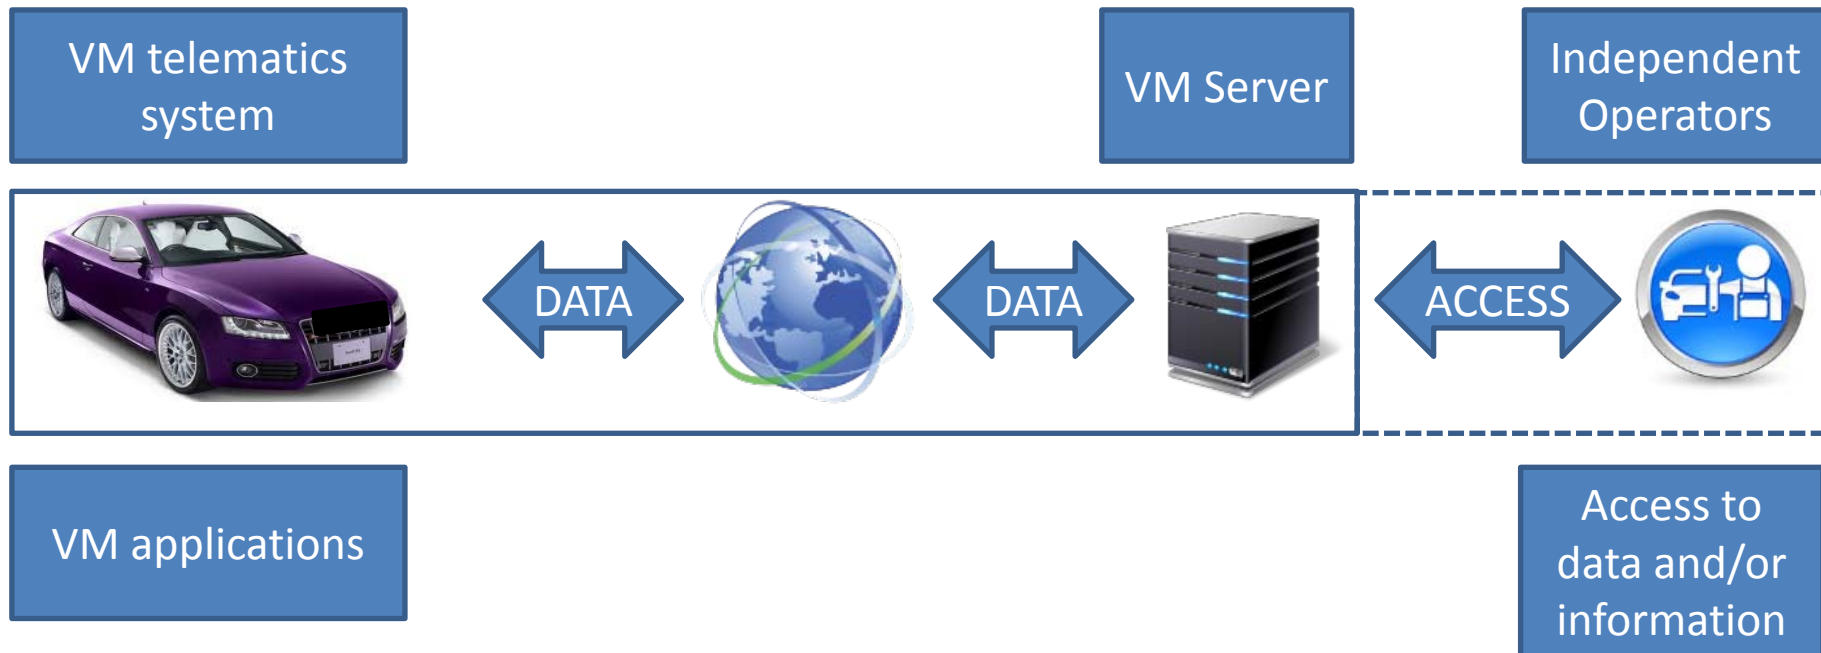 VM telematics
system
VM Server
Independent
Operators
DATA
DATA
ACCESS
VM applications
Access to
data and/or
information